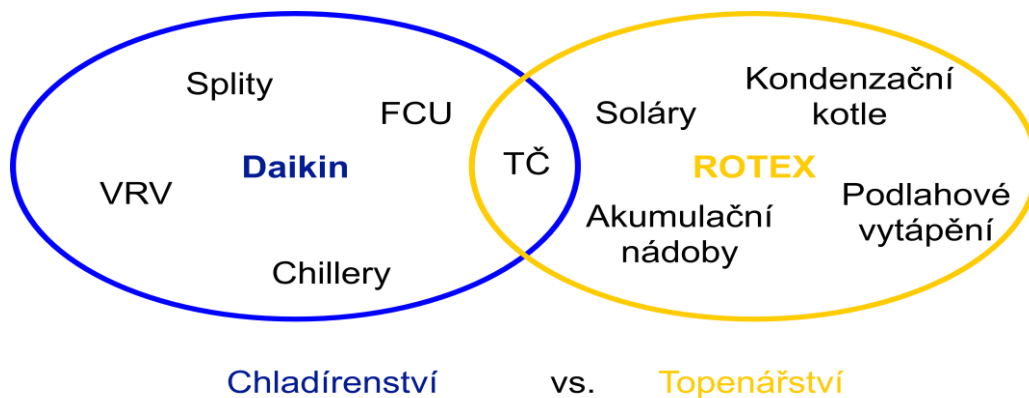 Splity
FCU
Daikin
VRV
Chillery
TČ
Soláry
Kondenzační
kotle
ROTEX
Akumulační
nádoby
Podlahové
vytápění
Chladírenství vs. Topenářství